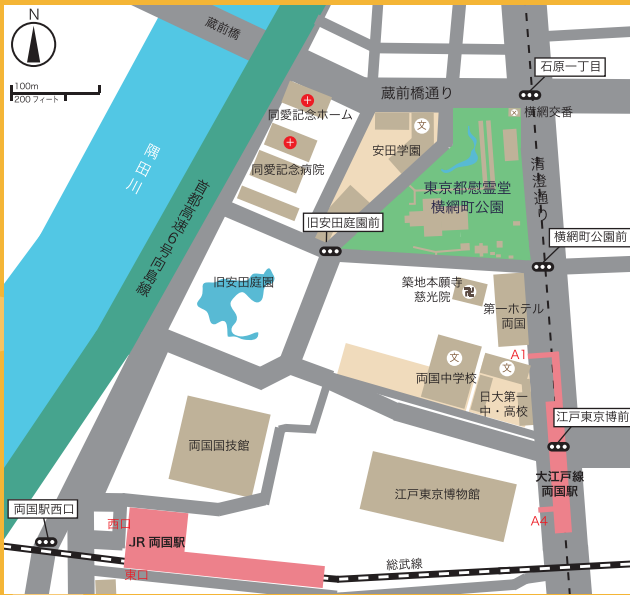 N
蔵前橋
100m
200フィート
石原一丁目
蔵前橋通り
同愛記念ホーム
文
横綱交番
安田学園
同愛記念病院
隅田川
清澄通り
東京都慰霊堂
横綱町公園
首都高速6号向島線
旧安田庭園前
横綱町公園前
旧安田庭園
築地本願寺
慈光院
卍
第一ホテル
両国
A1
文
文
両国中学校
日大第一
中・高校
江戸東京博前
両国国技館
大江戸線
両国駅
江戸東京博物館
両国駅西口
西口
A4
JR 両国駅
総武線
東口